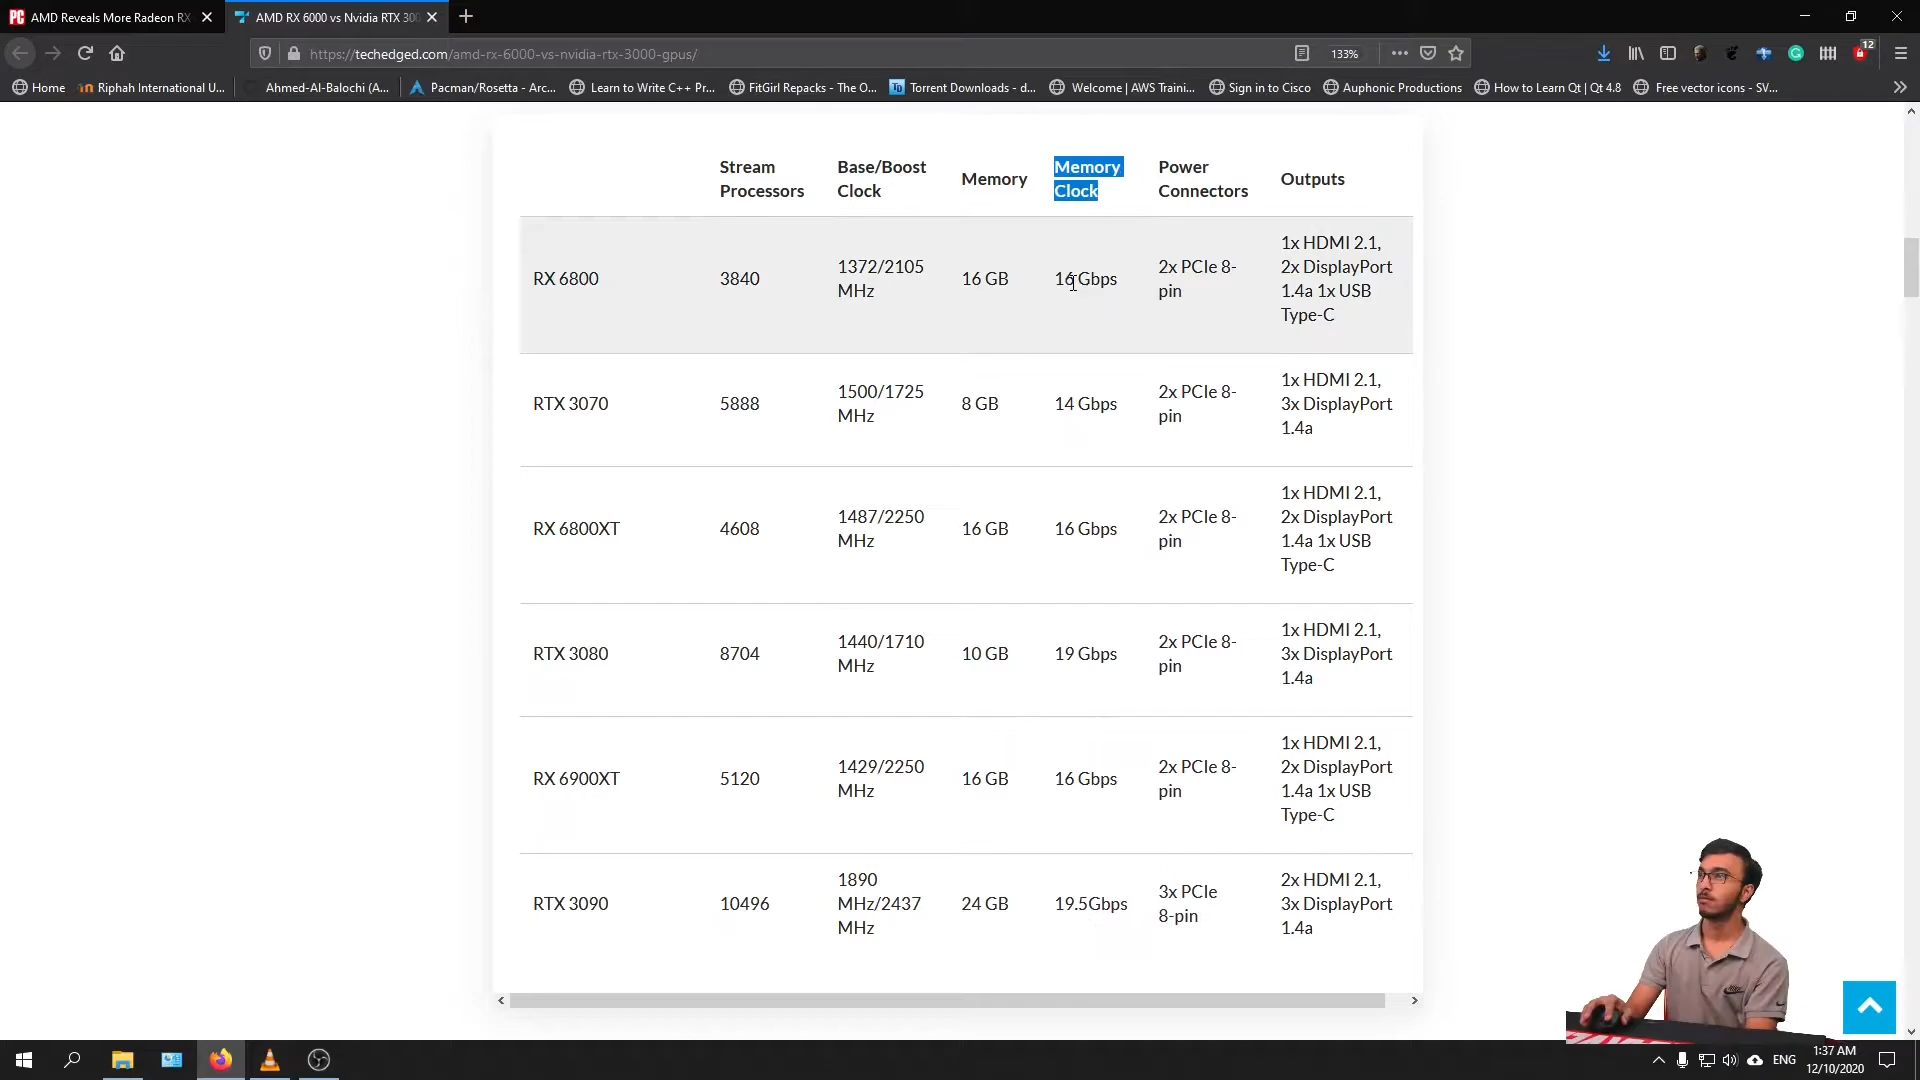 AMD Reveals More Radeon RX
AMD RX 6000 vs Nvidia RTX 300
https://techedged.com/amd-rx-6000-vs-nvidia-rtx-3000-gpus/
133%
12
Home
Riphah International U...
Ahmed-Al-Balochi (A...
Pacman/Rosetta - Arc...
Learn to Write C++ Pr...
FitGirl Repacks - The O...
Torrent Downloads - d...
Welcome | AWS Traini...
Sign in to Cisco
Auphonic Productions
How to Learn Qt | Qt 4.8
Free vector icons - SV...
Stream
Processors
Base/Boost
Clock
Memory
Memory
Clock
Power
Connectors
Outputs
RX 6800
3840
1372/2105
MHz
16 GB
16 Gbps
2x PCIe 8-
pin
1x HDMI 2.1,
2x DisplayPort
1.4a 1x USB
Type-C
RTX 3070
5888
1500/1725
MHz
8 GB
14 Gbps
2x PCIe 8-
pin
1x HDMI 2.1,
3x DisplayPort
1.4a
RX 6800XT
4608
1487/2250
MHz
16 GB
16 Gbps
2x PCIe 8-
pin
1x HDMI 2.1,
2x DisplayPort
1.4a 1x USB
Type-C
RTX 3080
8704
1440/1710
MHz
10 GB
19 Gbps
2x PCIe 8-
pin
1x HDMI 2.1,
3x DisplayPort
1.4a
RX 6900XT
5120
1429/2250
MHz
16 GB
16 Gbps
2x PCIe 8-
pin
1x HDMI 2.1,
2x DisplayPort
1.4a 1x USB
Type-C
RTX 3090
10496
1890
MHz/2437
MHz
24 GB
19.5Gbps
3x PCIe
8-pin
2x HDMI 2.1,
3x DisplayPort
1.4a
ENG
1:37 AM
12/10/2020